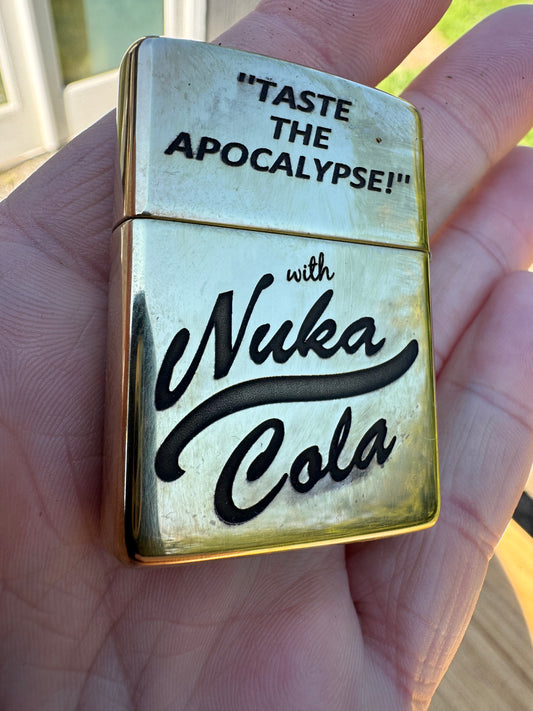 "TASTE
THE
APOCALYPSE!"
with
Nuka
Cola